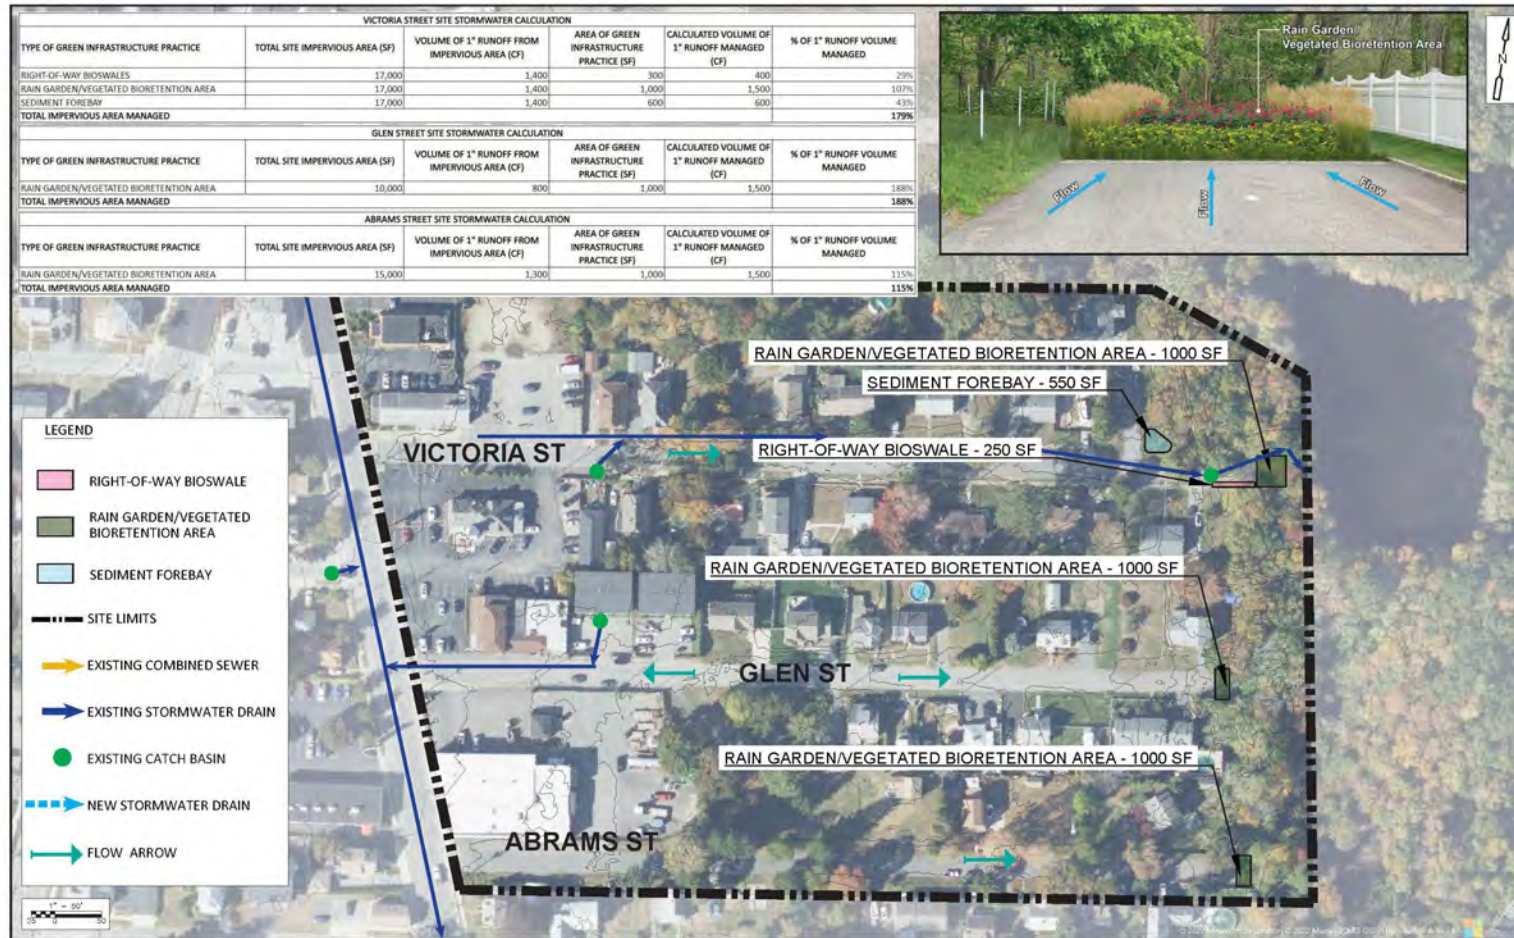 VICTORIA STREET SITE STORMWATER CALCULATION
TYPE OF GREEN INFRASTRUCTURE PRACTICE TOTAL SITE IMPERVIOUS AREA (SF) VOLUME OF 1" RUNOFF FROM IMPERVIOUS AREA (CF) AREA OF GREEN INFRASTRUCTURE PRACTICE (SF) CALCULATED VOLUME OF 1" RUNOFF MANAGED (CF) % OF 1" RUNOFF VOLUME MANAGED
RIGHT-OF-WAY BIOSWALES 17,000 1,400 300 400 29%
RAIN GARDEN/VEGETATED BIORETENTION AREA 17,000 1,400 1,000 1,500 107%
SEDIMENT FOREBAY 17,000 1,400 600 600 43%
TOTAL IMPERVIOUS AREA MANAGED 179%
GLEN STREET SITE STORMWATER CALCULATION
TYPE OF GREEN INFRASTRUCTURE PRACTICE TOTAL SITE IMPERVIOUS AREA (SF) VOLUME OF 1" RUNOFF FROM IMPERVIOUS AREA (CF) AREA OF GREEN INFRASTRUCTURE PRACTICE (SF) CALCULATED VOLUME OF 1" RUNOFF MANAGED (CF) % OF 1" RUNOFF VOLUME MANAGED
RAIN GARDEN/VEGETATED BIORETENTION AREA 10,000 800 1,000 1,500 188%
TOTAL IMPERVIOUS AREA MANAGED 188%
ABRAMS STREET SITE STORMWATER CALCULATION
TYPE OF GREEN INFRASTRUCTURE PRACTICE TOTAL SITE IMPERVIOUS AREA (SF) VOLUME OF 1" RUNOFF FROM IMPERVIOUS AREA (CF) AREA OF GREEN INFRASTRUCTURE PRACTICE (SF) CALCULATED VOLUME OF 1" RUNOFF MANAGED (CF) % OF 1" RUNOFF VOLUME MANAGED
RAIN GARDEN/VEGETATED BIORETENTION AREA 15,000 1,300 1,000 1,500 115%
TOTAL IMPERVIOUS AREA MANAGED 115%
Rain Garden/
Vegetated Bioretention Area
Flow
Flow
Flow
N
RAIN GARDEN/VEGETATED BIORETENTION AREA - 1000 SF
SEDIMENT FOREBAY - 550 SF
VICTORIA ST
RIGHT-OF-WAY BIOSWALE - 250 SF
RAIN GARDEN/VEGETATED BIORETENTION AREA - 1000 SF
GLEN ST
RAIN GARDEN/VEGETATED BIORETENTION AREA - 1000 SF
ABRAMS ST
LEGEND
RIGHT-OF-WAY BIOSWALE
RAIN GARDEN/VEGETATED
BIORETENTION AREA
SEDIMENT FOREBAY
SITE LIMITS
EXISTING COMBINED SEWER
EXISTING STORMWATER DRAIN
EXISTING CATCH BASIN
NEW STORMWATER DRAIN
FLOW ARROW
1" = 50'
25 0 50